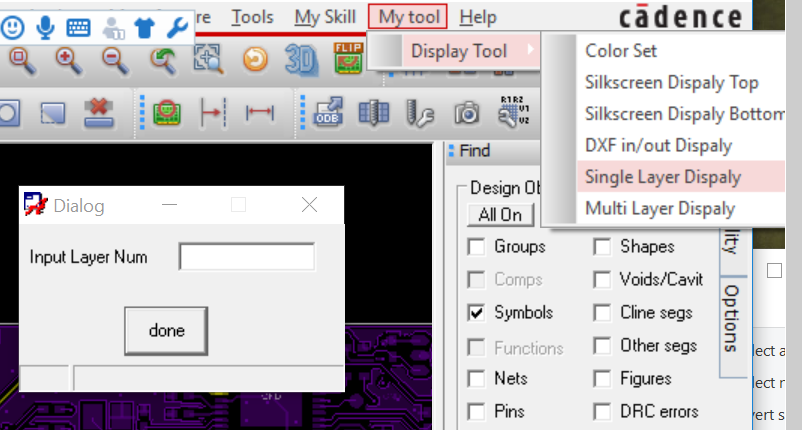 re Tools My Skill My tool Help
cādence
Display Tool
Color Set
Silkscreen Dispaly Top
Silkscreen Dispaly Bottom
DXF in/out Dispaly
Single Layer Dispaly
Multi Layer Dispaly
FLIP
3D
ODB
R1R2
V1
V2
Find
Design Ob
All On
Groups
Shapes
Comps
Voids/Cavit
Symbols
Cline segs
Functions
Other segs
Nets
Figures
Pins
DRC errors
lity
Options
Dialog
Input Layer Num
done
lect a
lect r
vert s